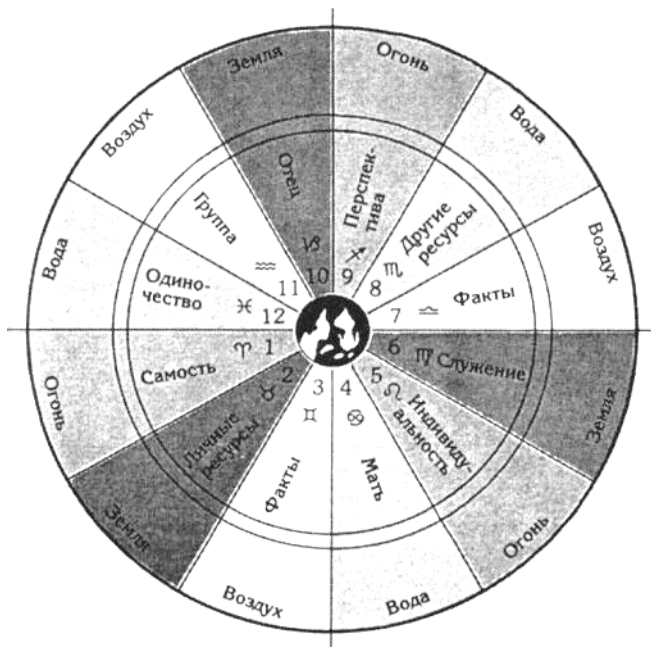 Земля
Огонь
Воздух
Вода
Отец
Перспек-
тива
Группа
Другие
ресурсы
♑
♐
Вода
Воздух
♒
10
9
♏
11
8
Одино-
чество
♓
12
7
♎
Факты
Огонь
Самость
♈
1
6
♍
Служение
Земля
2
5
♉
3
4
♌
Личные
ресурсы
♊
♋
Индивиду-
альность
Факты
Мать
Земля
Огонь
Воздух
Вода